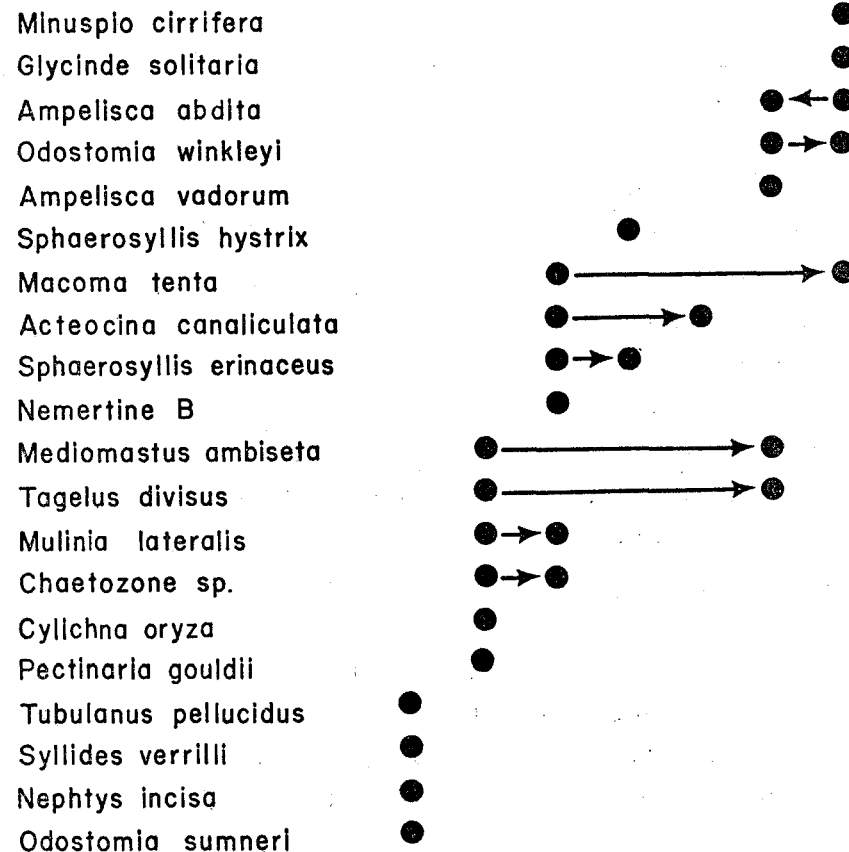 Minuspio cirrifera
Glycinde solitaria
Ampelisca abdita
Odostomia winkleyi
Ampelisca vadorum
Sphaerosyllis hystrix
Macoma tenta
Acteocina canaliculata
Sphaerosyllis erinaceus
Nemertine B
Mediomastus ambiseta
Tagelus divisus
Mulinia lateralis
Chaetozone sp.
Cylichna oryza
Pectinaria gouldii
Tubulanus pellucidus
Syllides verrilli
Nephtys incisa
Odostomia sumneri